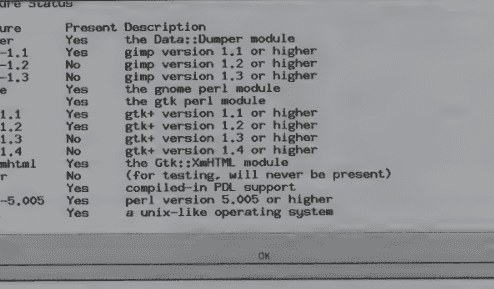 ure Status
ure Present Description
er Yes the Data::Dumper module
-1.1 Yes gimp version 1.1 or higher
-1.2 No gimp version 1.2 or higher
-1.3 No gimp version 1.3 or higher
e Yes the gnome perl module
Yes the gtk perl module
1.1 Yes gtk+ version 1.1 or higher
1.2 Yes gtk+ version 1.2 or higher
1.3 No gtk+ version 1.3 or higher
1.4 No gtk+ version 1.4 or higher
mhtml Yes the Gtk::XmHTML module
r No (for testing, will never be present)
Yes compiled-in PDL support
-5.005 Yes perl version 5.005 or higher
Yes a unix-like operating system
OK